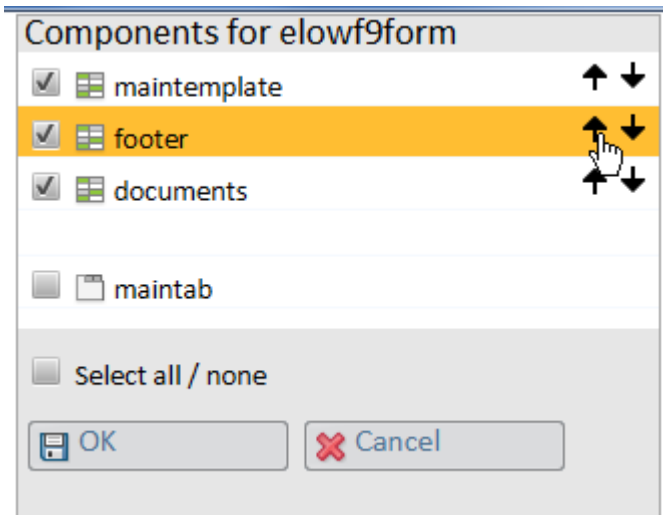 Components for elowf9form
maintemplate
footer
documents
maintab
Select all / none
OK
Cancel